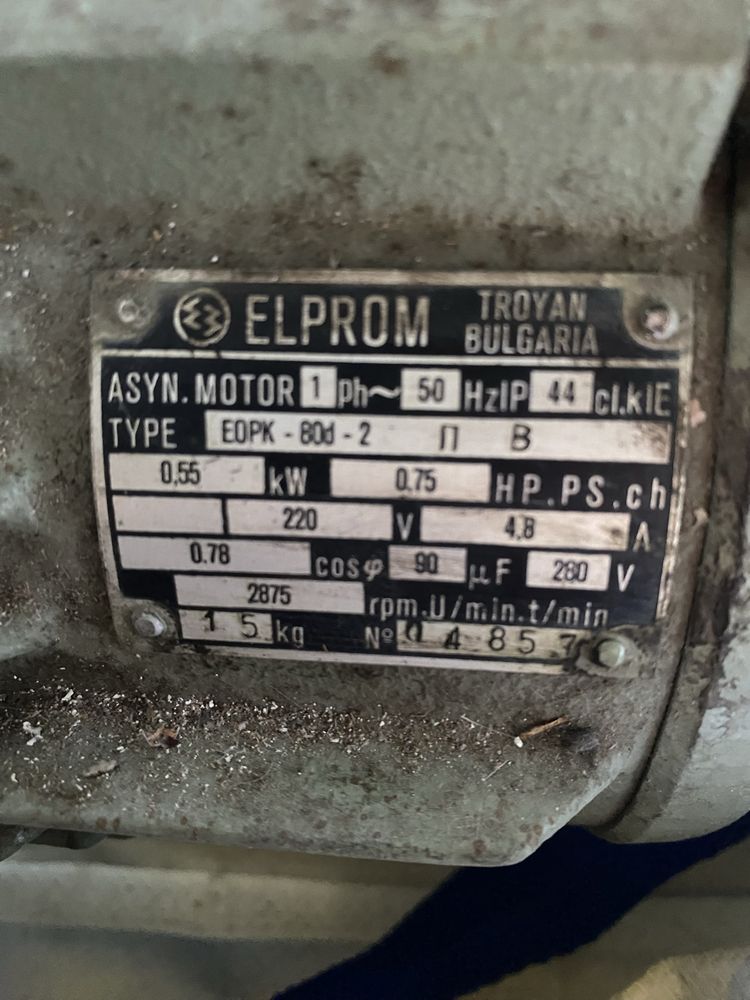 ELPROM TROYAN
BULGARIA
ASYN. MOTOR 1 ph~ 50 Hz IP 44 cl.kl E
TYPE EOPK - 80d - 2 П В
0,55 kW 0.75 HP.PS.ch
220 V 4,8 A
0.78 cosφ 90 µF 280 V
2875 rpm.U/min.t/min
15 kg № 04857